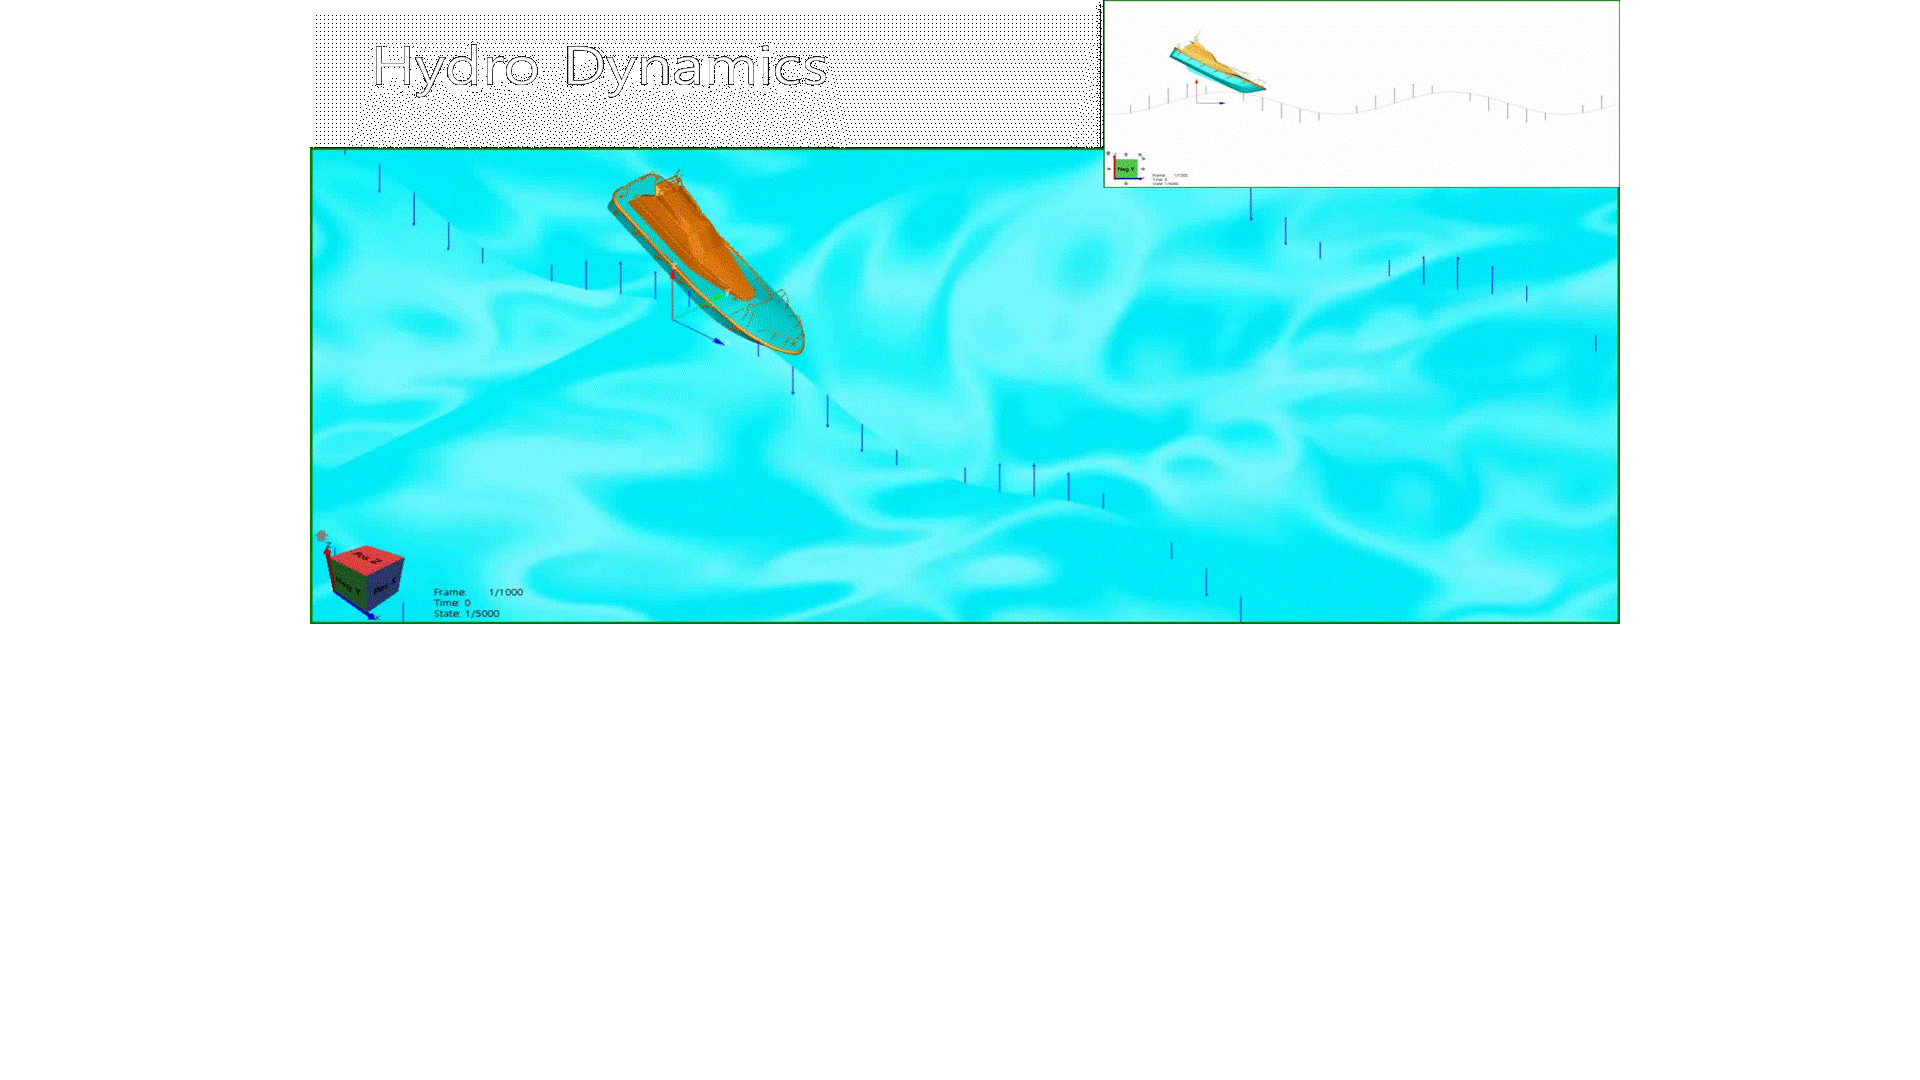 Hydro Dynamics
Neg Y
Frame: 1/1000
Time: 0
State: 1/5000
Z
Pos Z
Neg Y
Pos X
X
Frame: 1/1000
Time: 0
State: 1/5000